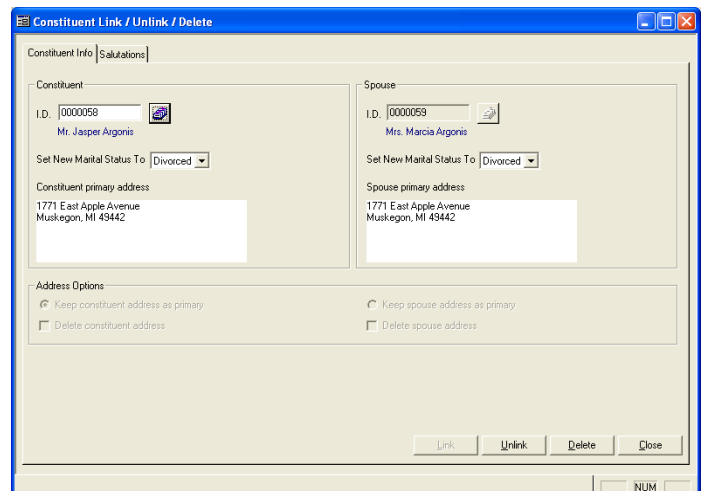 Constituent Link / Unlink / Delete
Constituent Info Salutations
Constituent
I.D. 0000058
Mr. Jasper Argonis
Set New Marital Status To Divorced
Constituent primary address
1771 East Apple Avenue
Muskegon, MI 49442
Spouse
I.D. 0000059
Mrs. Marcia Argonis
Set New Marital Status To Divorced
Spouse primary address
1771 East Apple Avenue
Muskegon, MI 49442
Address Options
Keep constituent address as primary
Keep spouse address as primary
Delete constituent address
Delete spouse address
Link Unlink Delete Close
NUM